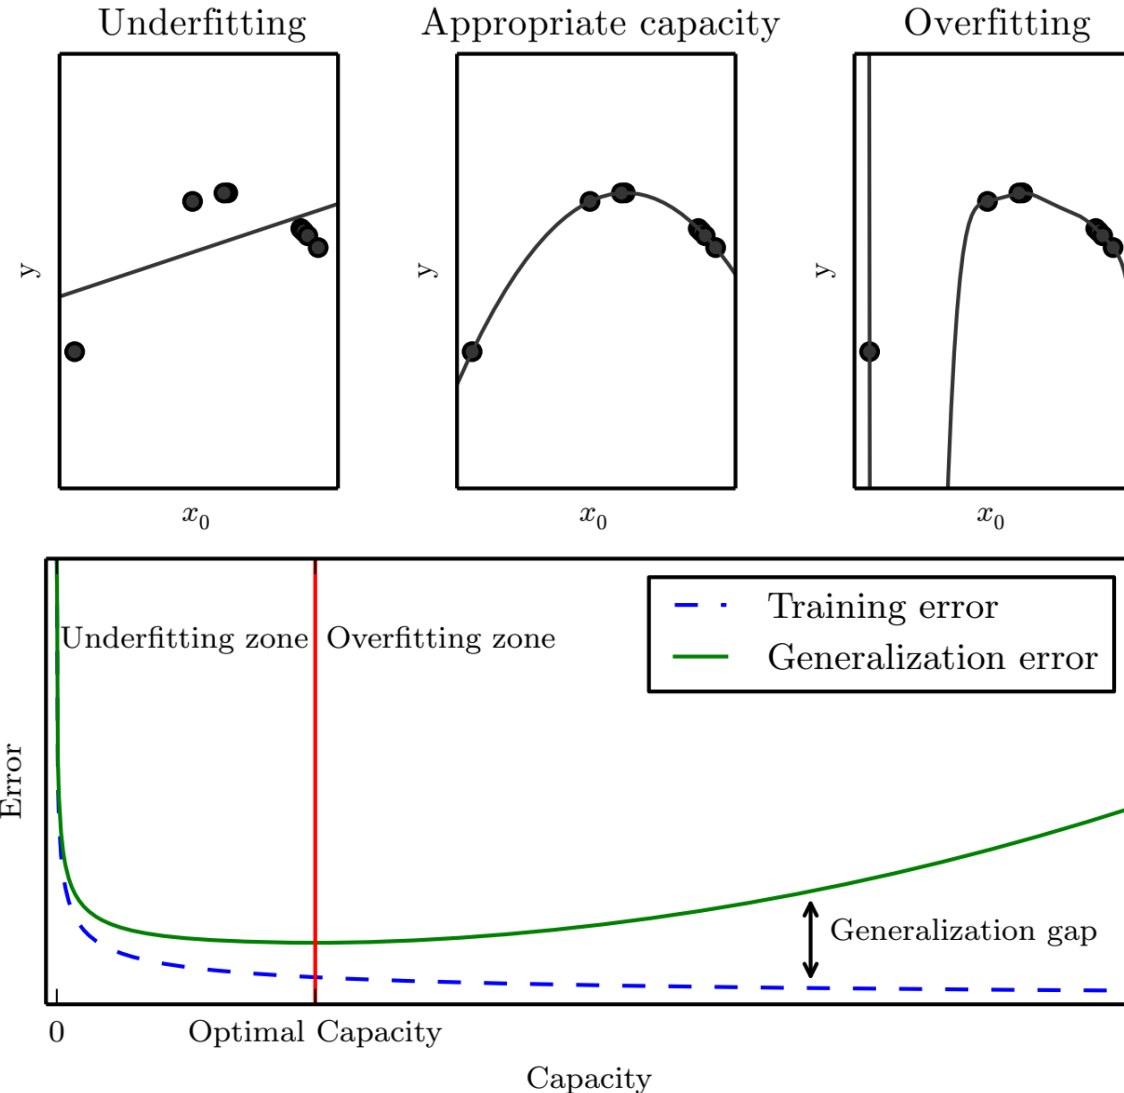 Underfitting
Appropriate capacity
Overfitting
y
y
y
x₀
x₀
x₀
Underfitting zone
Overfitting zone
Training error
Generalization error
Error
Generalization gap
0
Optimal Capacity
Capacity